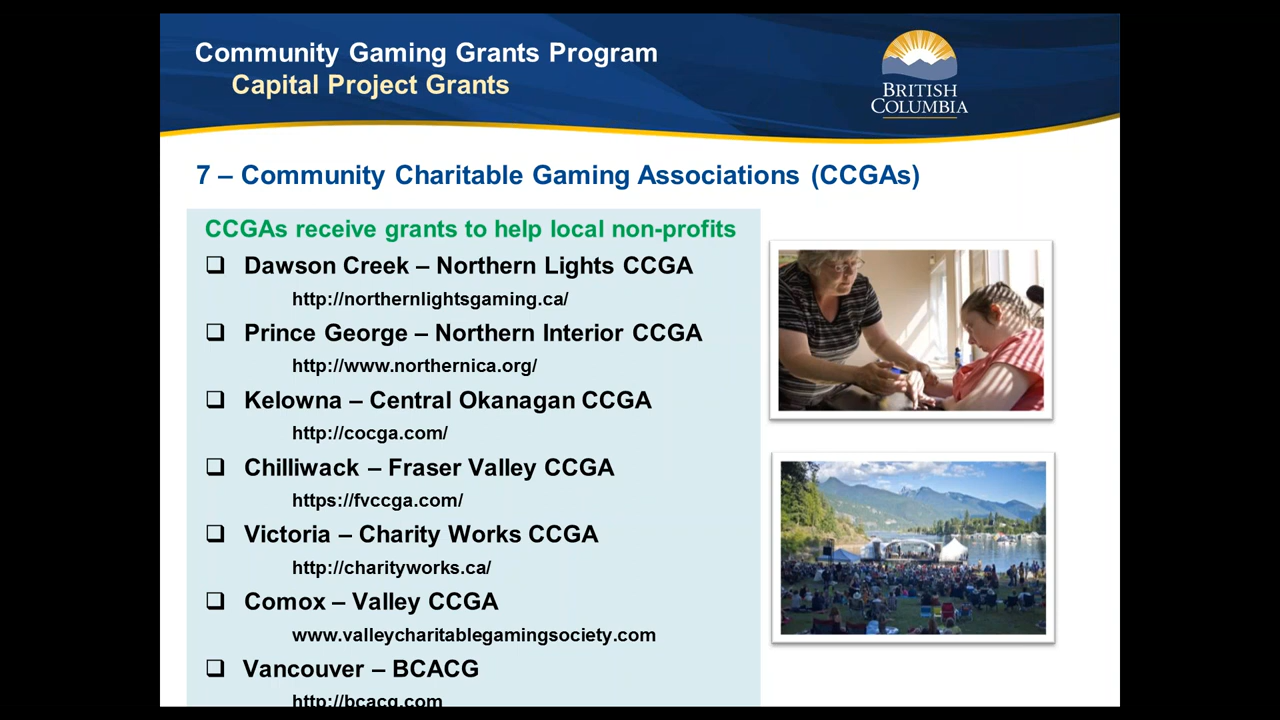 Community Gaming Grants Program
Capital Project Grants
BRITISH
COLUMBIA
7 – Community Charitable Gaming Associations (CCGAs)
CCGAs receive grants to help local non-profits
❑ Dawson Creek – Northern Lights CCGA
http://northernlightsgaming.ca/
❑ Prince George – Northern Interior CCGA
http://www.northernica.org/
❑ Kelowna – Central Okanagan CCGA
http://cocga.com/
❑ Chilliwack – Fraser Valley CCGA
https://fvccga.com/
❑ Victoria – Charity Works CCGA
http://charityworks.ca/
❑ Comox – Valley CCGA
www.valleycharitablegamingsociety.com
❑ Vancouver – BCACG
http://bcacg.com